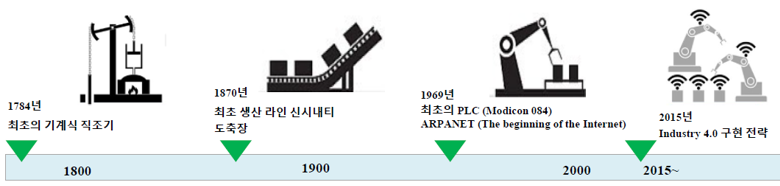 1784년
최초의 기계식 직조기
1870년
최초 생산 라인 신시내티
도축장
1969년
최초의 PLC (Modicon 084)
ARPANET (The beginning of the Internet)
2015년
Industry 4.0 구현 전략
1800
1900
2000
2015~